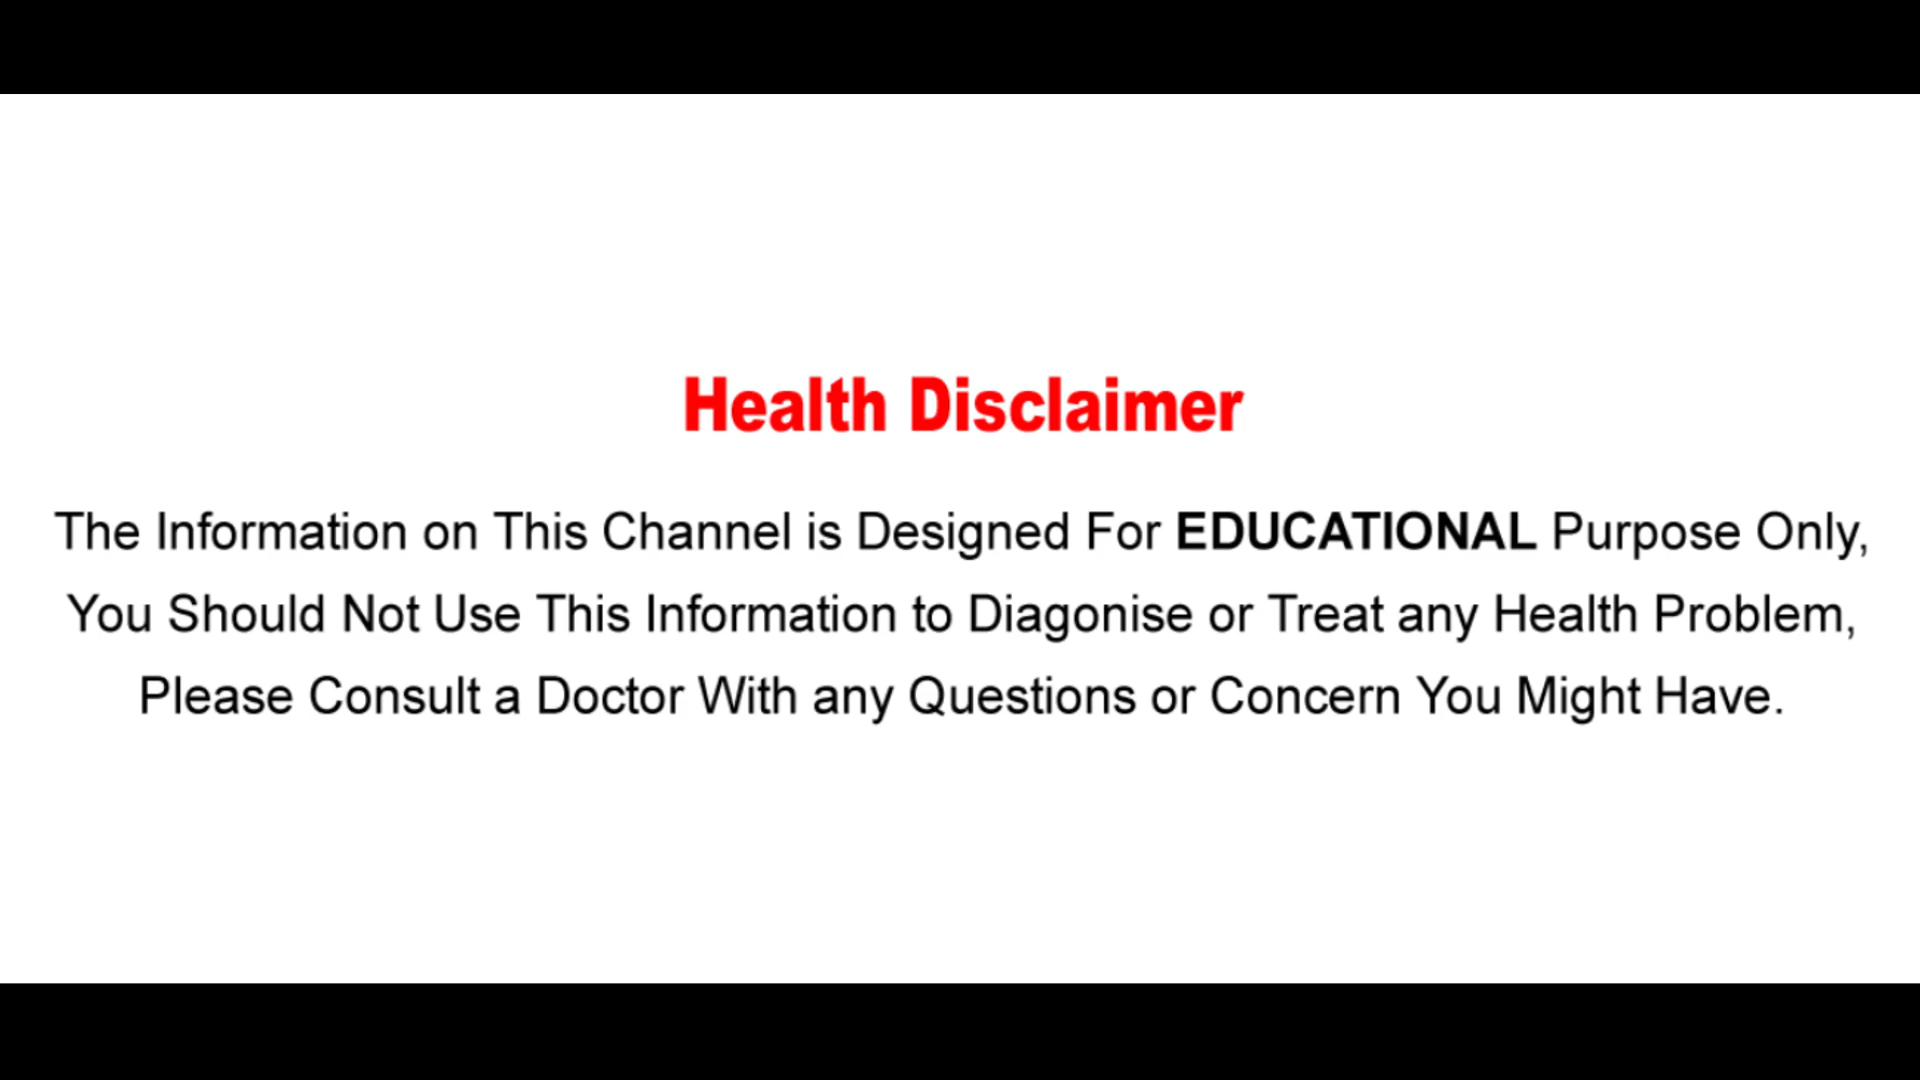 Health Disclaimer
The Information on This Channel is Designed For EDUCATIONAL Purpose Only,
You Should Not Use This Information to Diagonise or Treat any Health Problem,
Please Consult a Doctor With any Questions or Concern You Might Have.